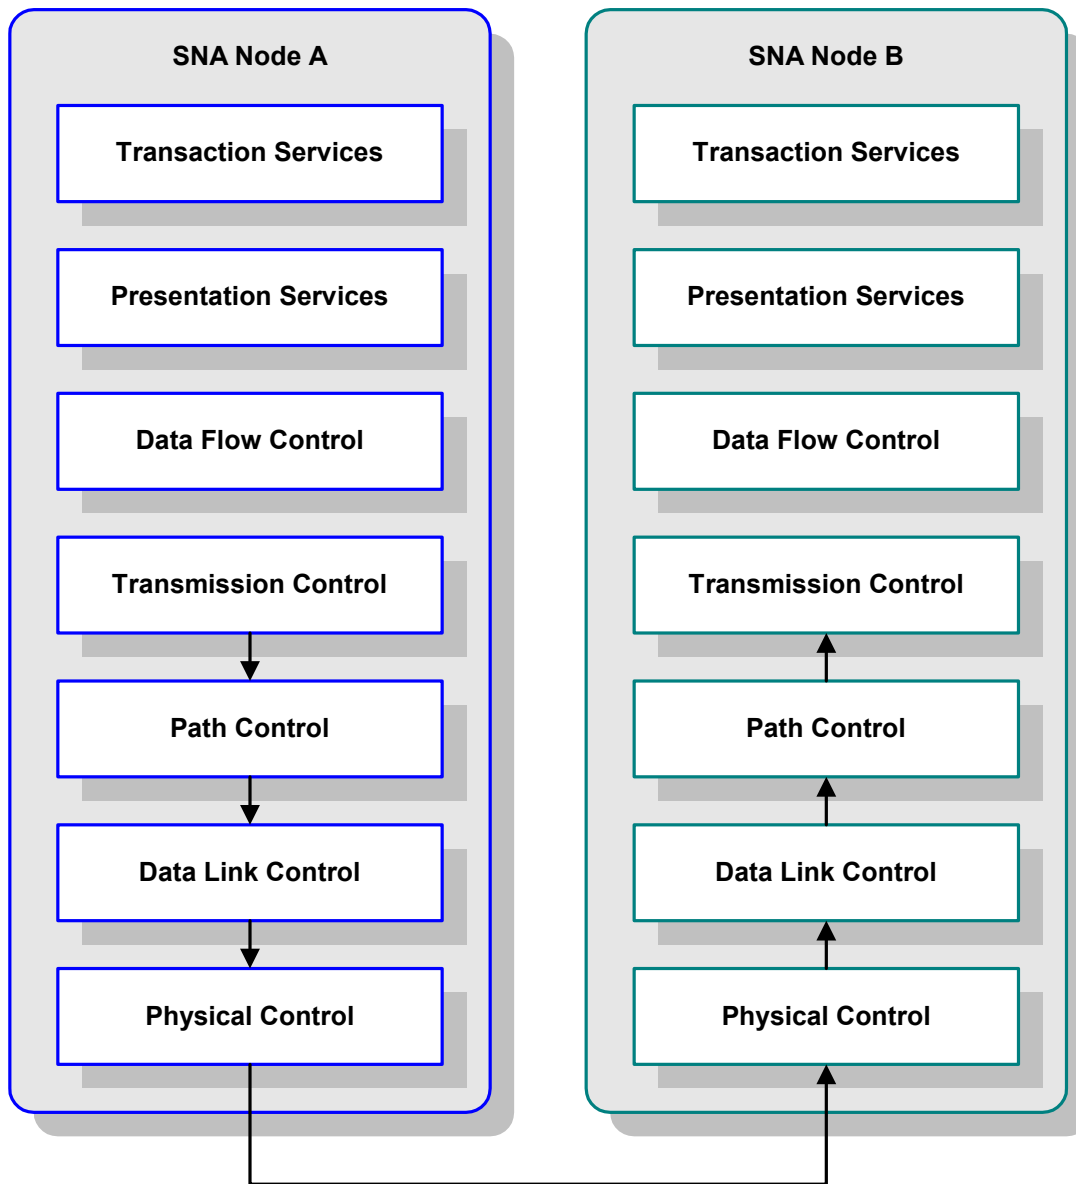 SNA Node A
Transaction Services
Presentation Services
Data Flow Control
Transmission Control
Path Control
Data Link Control
Physical Control
SNA Node B
Transaction Services
Presentation Services
Data Flow Control
Transmission Control
Path Control
Data Link Control
Physical Control